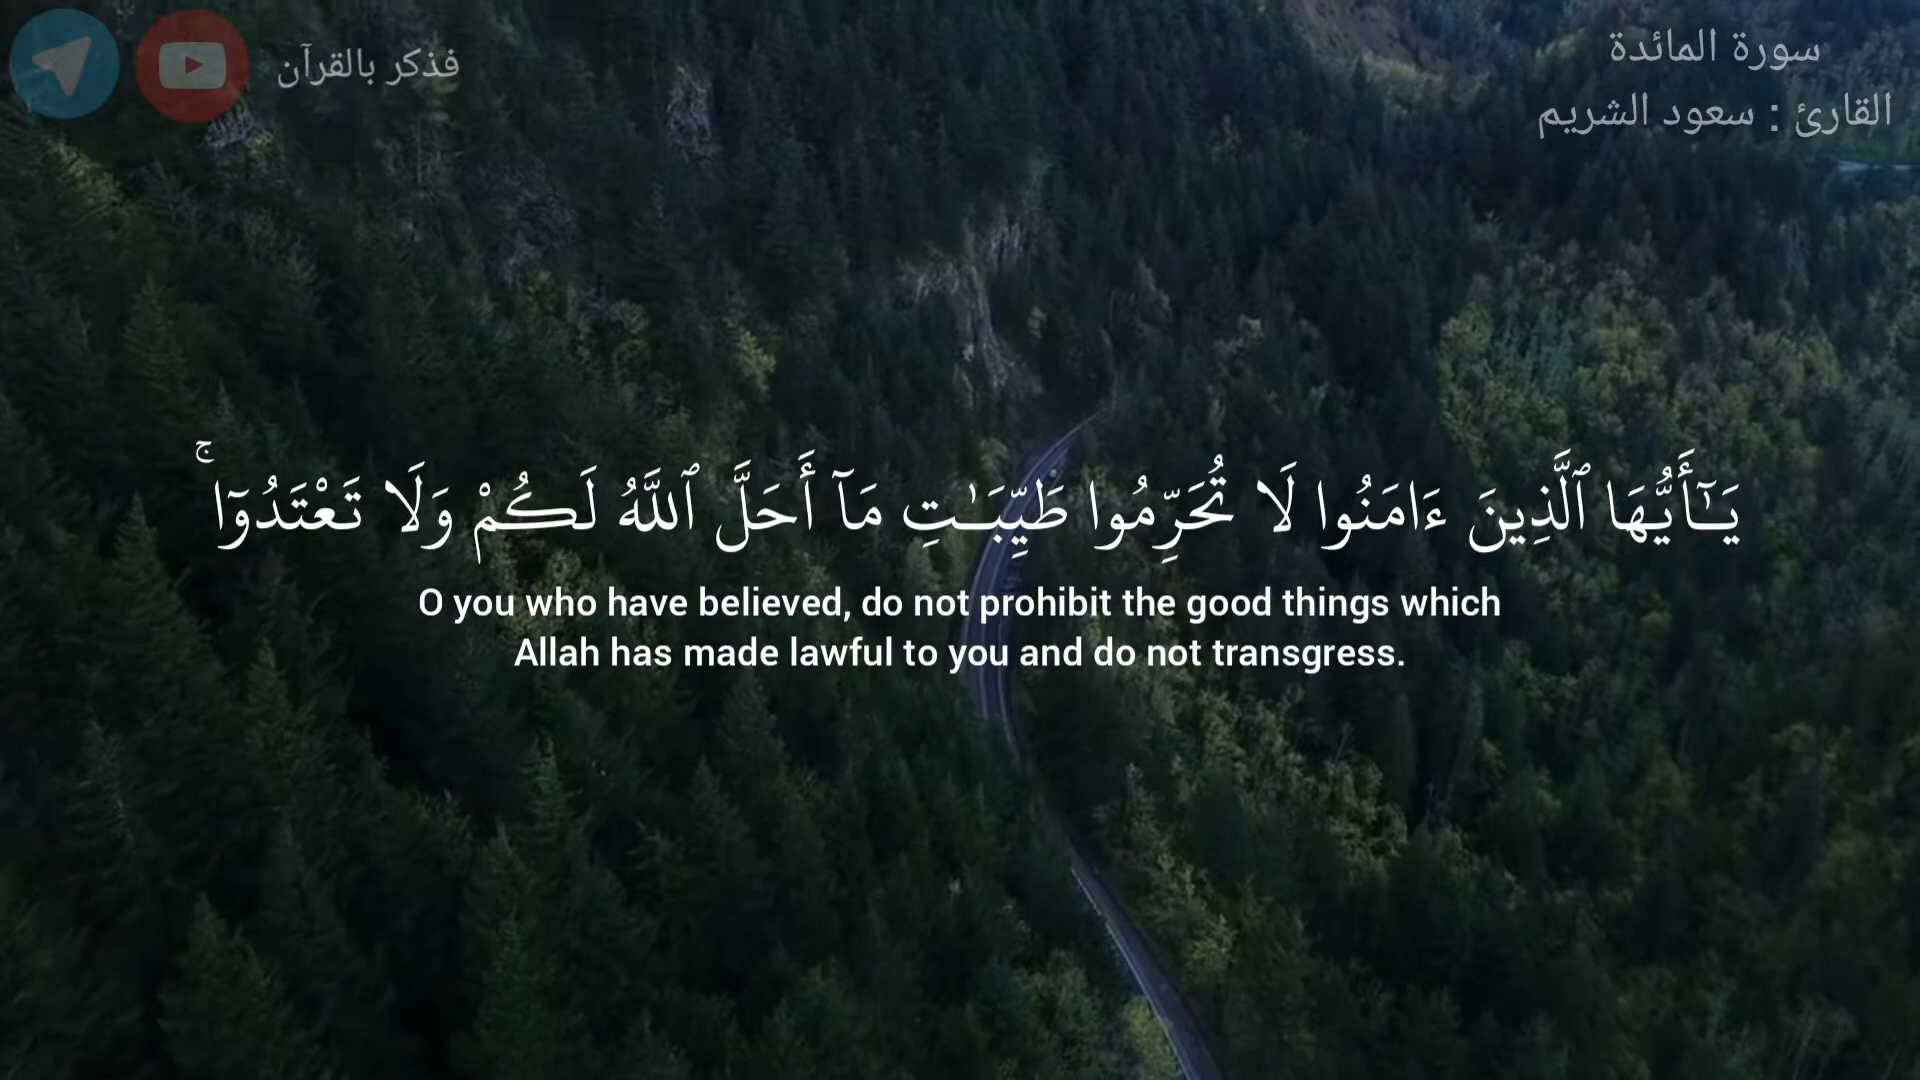 فذكر بالقرآن
سورة المائدة
القارئ : سعود الشريم
يَـٰٓأَيُّهَا ٱلَّذِينَ ءَامَنُوا لَا تُحَرِّمُوا طَيِّبَـٰتِ مَآ أَحَلَّ ٱللَّهُ لَكُمْ وَلَا تَعْتَدُوٓا ۚ
O you who have believed, do not prohibit the good things which
Allah has made lawful to you and do not transgress.